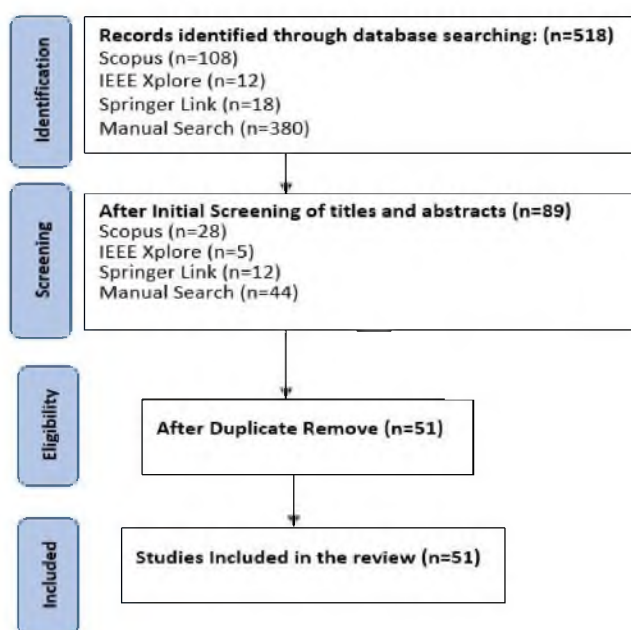 Identification
Records identified through database searching: (n=518)
Scopus (n=108)
IEEE Xplore (n=12)
Springer Link (n=18)
Manual Search (n=380)
Screening
After Initial Screening of titles and abstracts (n=89)
Scopus (n=28)
IEEE Xplore (n=5)
Springer Link (n=12)
Manual Search (n=44)
Eligibility
After Duplicate Remove (n=51)
Included
Studies Included in the review (n=51)